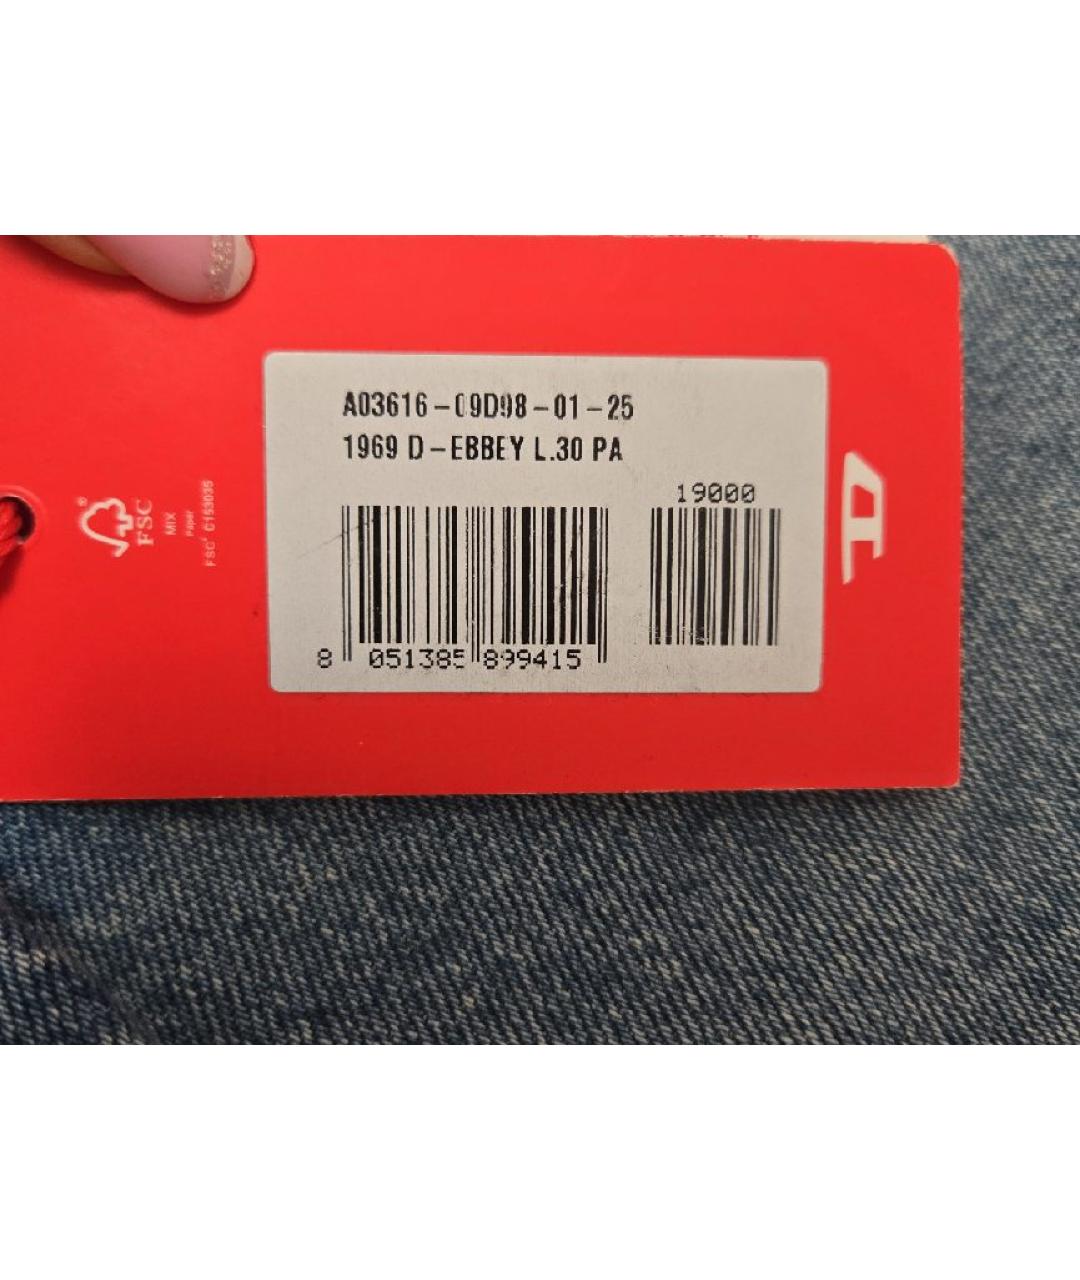 A03616-09D98-01-25
1969 D-EBBEY L.30 PA
19000
8 051385 899415
FSC
MIX
Paper
FSC® C153035
D